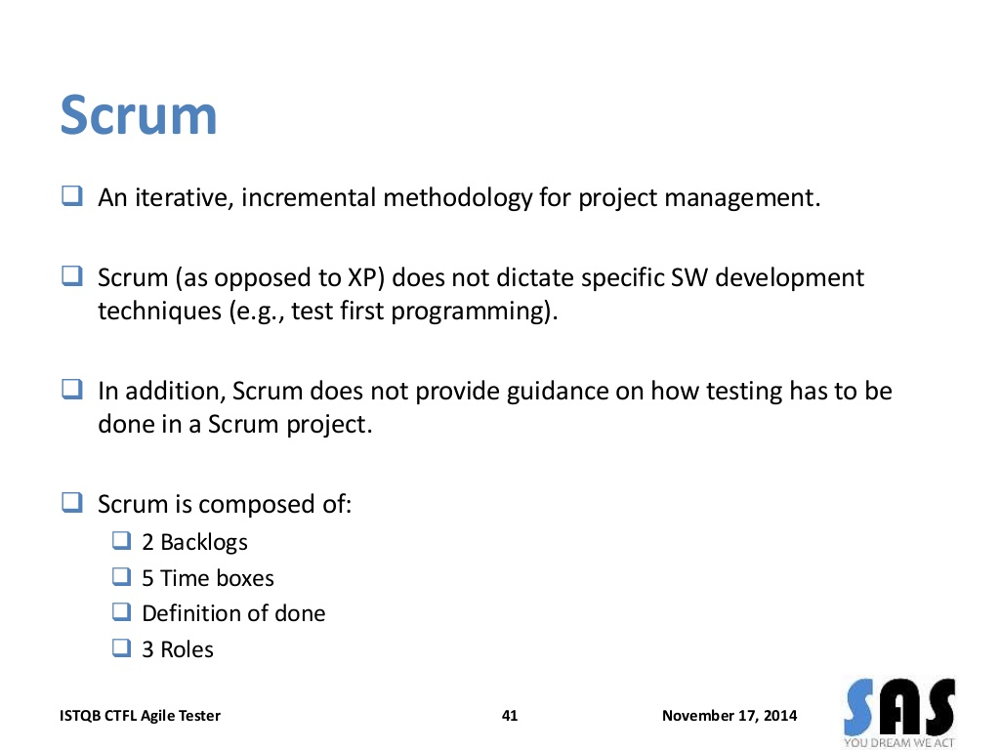 Scrum
An iterative, incremental methodology for project management.
Scrum (as opposed to XP) does not dictate specific SW development
techniques (e.g., test first programming).
In addition, Scrum does not provide guidance on how testing has to be
done in a Scrum project.
Scrum is composed of:
2 Backlogs
5 Time boxes
Definition of done
3 Roles
ISTQB CTFL Agile Tester
41
November 17, 2014
SAS
YOU DREAM WE ACT